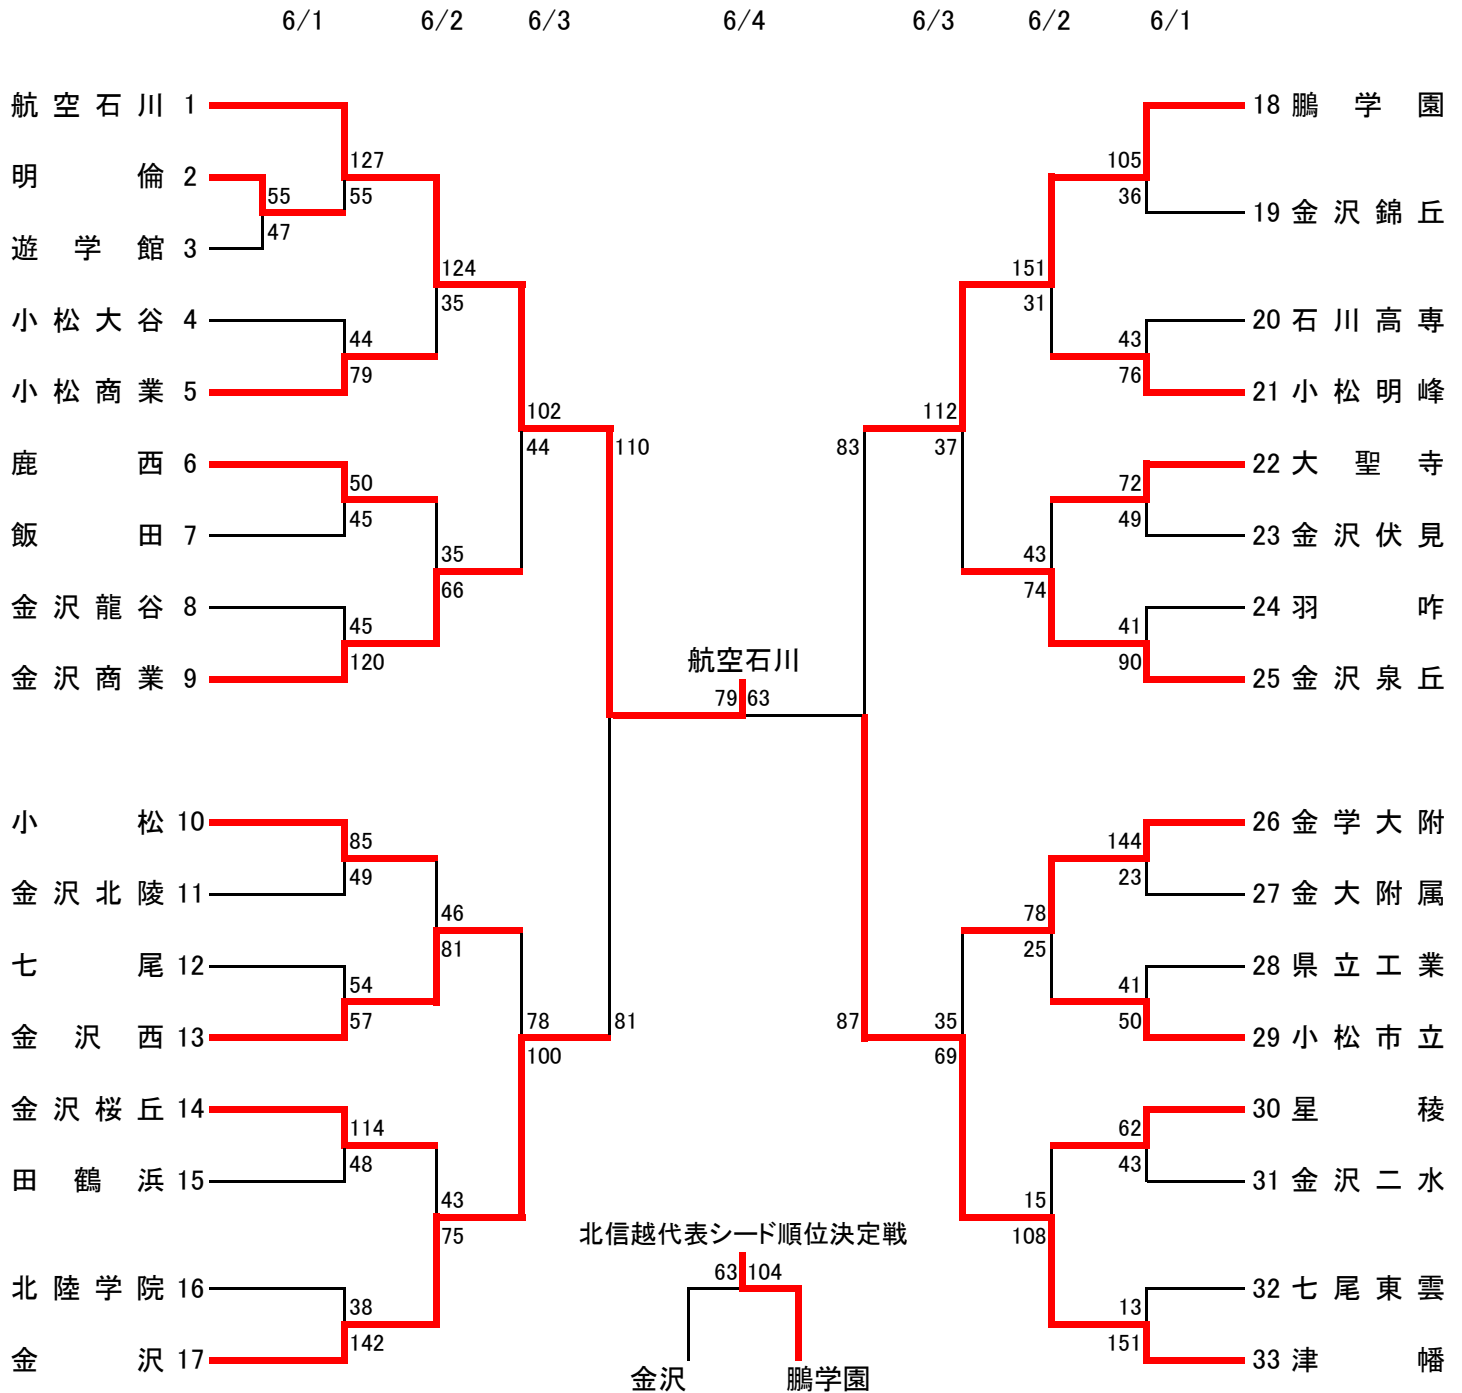 6/1 6/2 6/3 6/4 6/3 6/2 6/1
航空石川 1
明倫 2
遊学館 3
小松大谷 4
小松商業 5
鹿西 6
飯田 7
金沢龍谷 8
金沢商業 9
小松 10
金沢北陵 11
七尾 12
金沢西 13
金沢桜丘 14
田鶴浜 15
北陸学院 16
金沢 17
55
47
127
55
44
79
50
45
45
120
85
49
54
57
114
48
38
142
124
35
35
66
46
81
43
75
102
44
78
100
110
81
航空石川
79 63
83
87
112
37
35
69
151
31
43
74
78
25
15
108
105
36
43
76
72
49
41
90
144
23
41
50
62
43
13
151
18 鵬学園
19 金沢錦丘
20 石川高専
21 小松明峰
22 大聖寺
23 金沢伏見
24 羽咋
25 金沢泉丘
26 金学大附
27 金大附属
28 県立工業
29 小松市立
30 星稜
31 金沢二水
32 七尾東雲
33 津幡
北信越代表シード順位決定戦
63 104
金沢 鵬学園